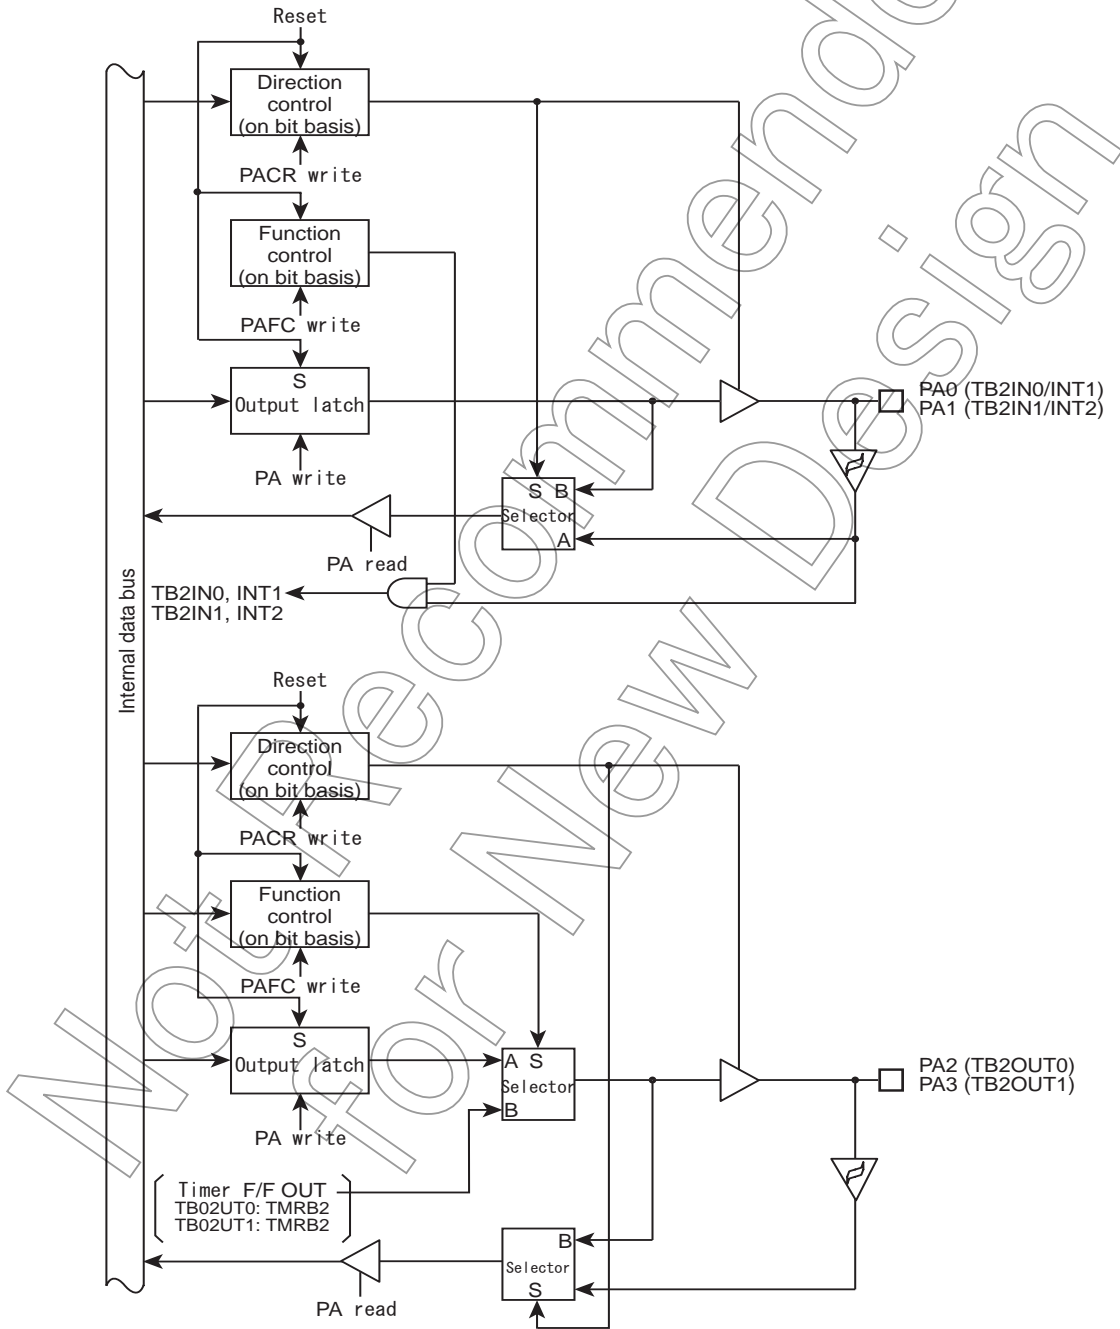 Reset
Direction
control
(on bit basis)
PACR write
Function
control
(on bit basis)
PAFC write
S
Output latch
PA write
PA0 (TB2IN0/INT1)
PA1 (TB2IN1/INT2)
S B
Selector
A
PA read
TB2IN0, INT1
TB2IN1, INT2
Internal data bus
Reset
Direction
control
(on bit basis)
PACR write
Function
control
(on bit basis)
PAFC write
S
Output latch
PA write
A S
Selector
B
PA2 (TB2OUT0)
PA3 (TB2OUT1)
Timer F/F OUT
TB02UT0: TMRB2
TB02UT1: TMRB2
B
Selector
S
PA read
Not Recommende
for New Design